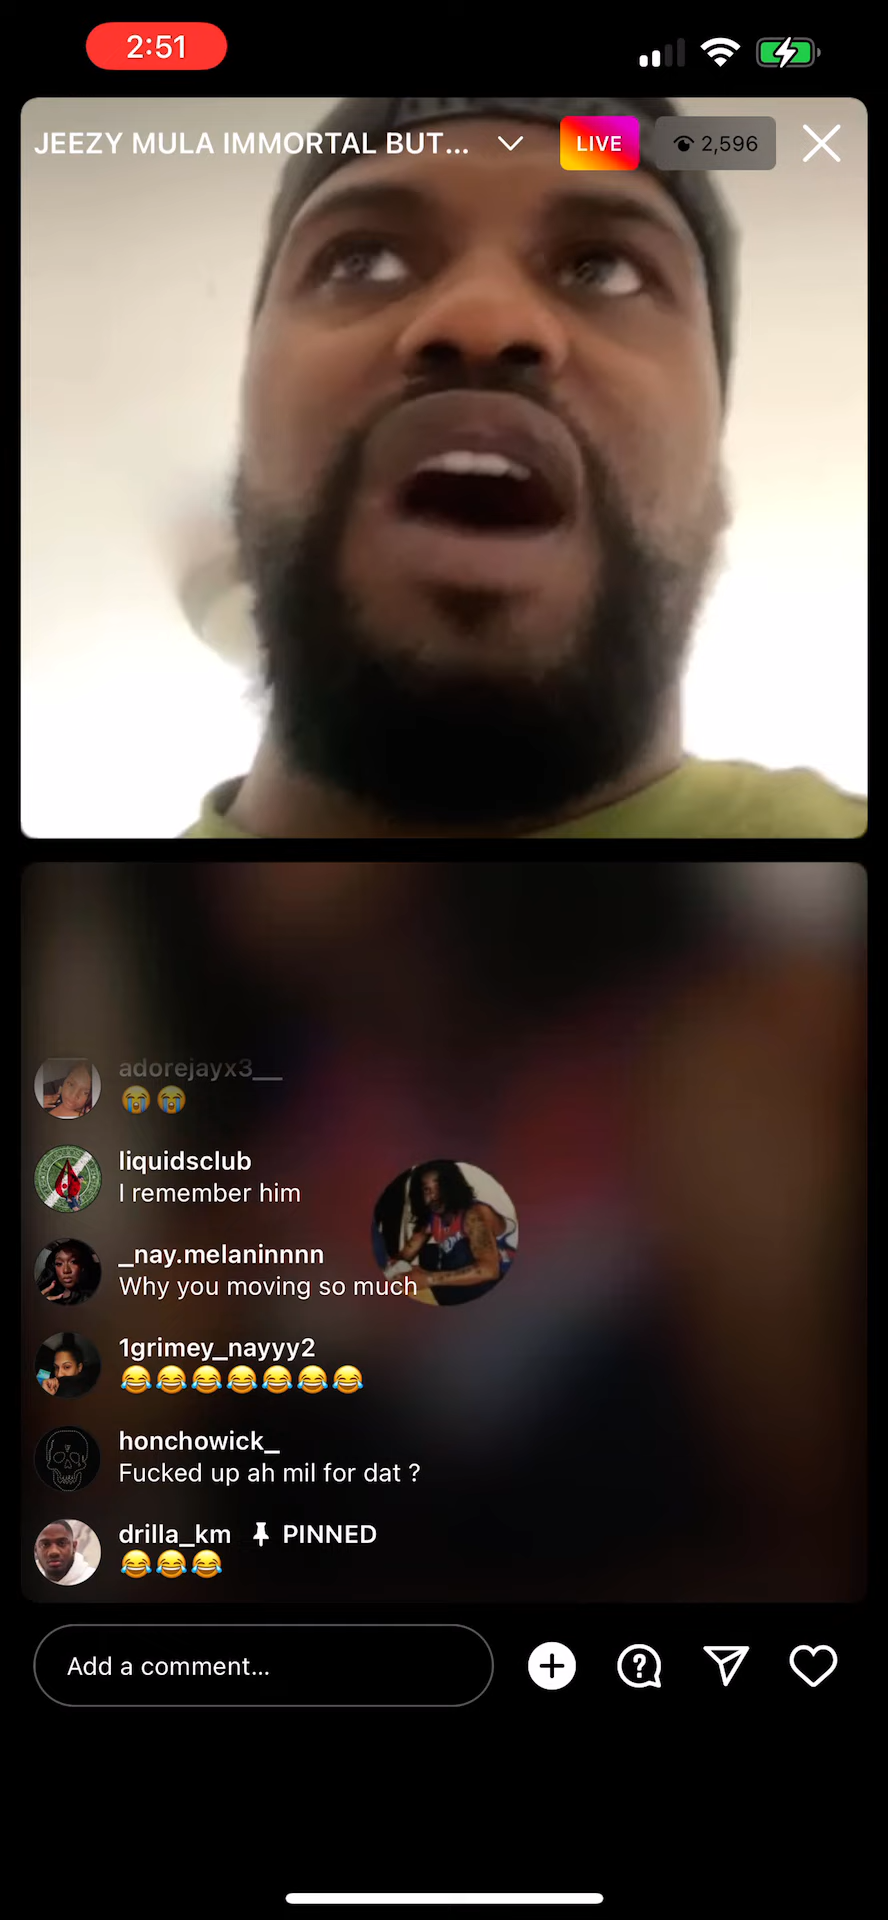 2:51
JEEZY MULA IMMORTAL BUT...
LIVE
2,596
adorejayx3__
😭😭
liquidsclub
I remember him
_nay.melaninnnn
Why you moving so much
1grimey_nayyy2
😂😂😂😂😂😂😂
honchowick_
Fucked up ah mil for dat ?
drilla_km PINNED
😂😂😂
Add a comment...